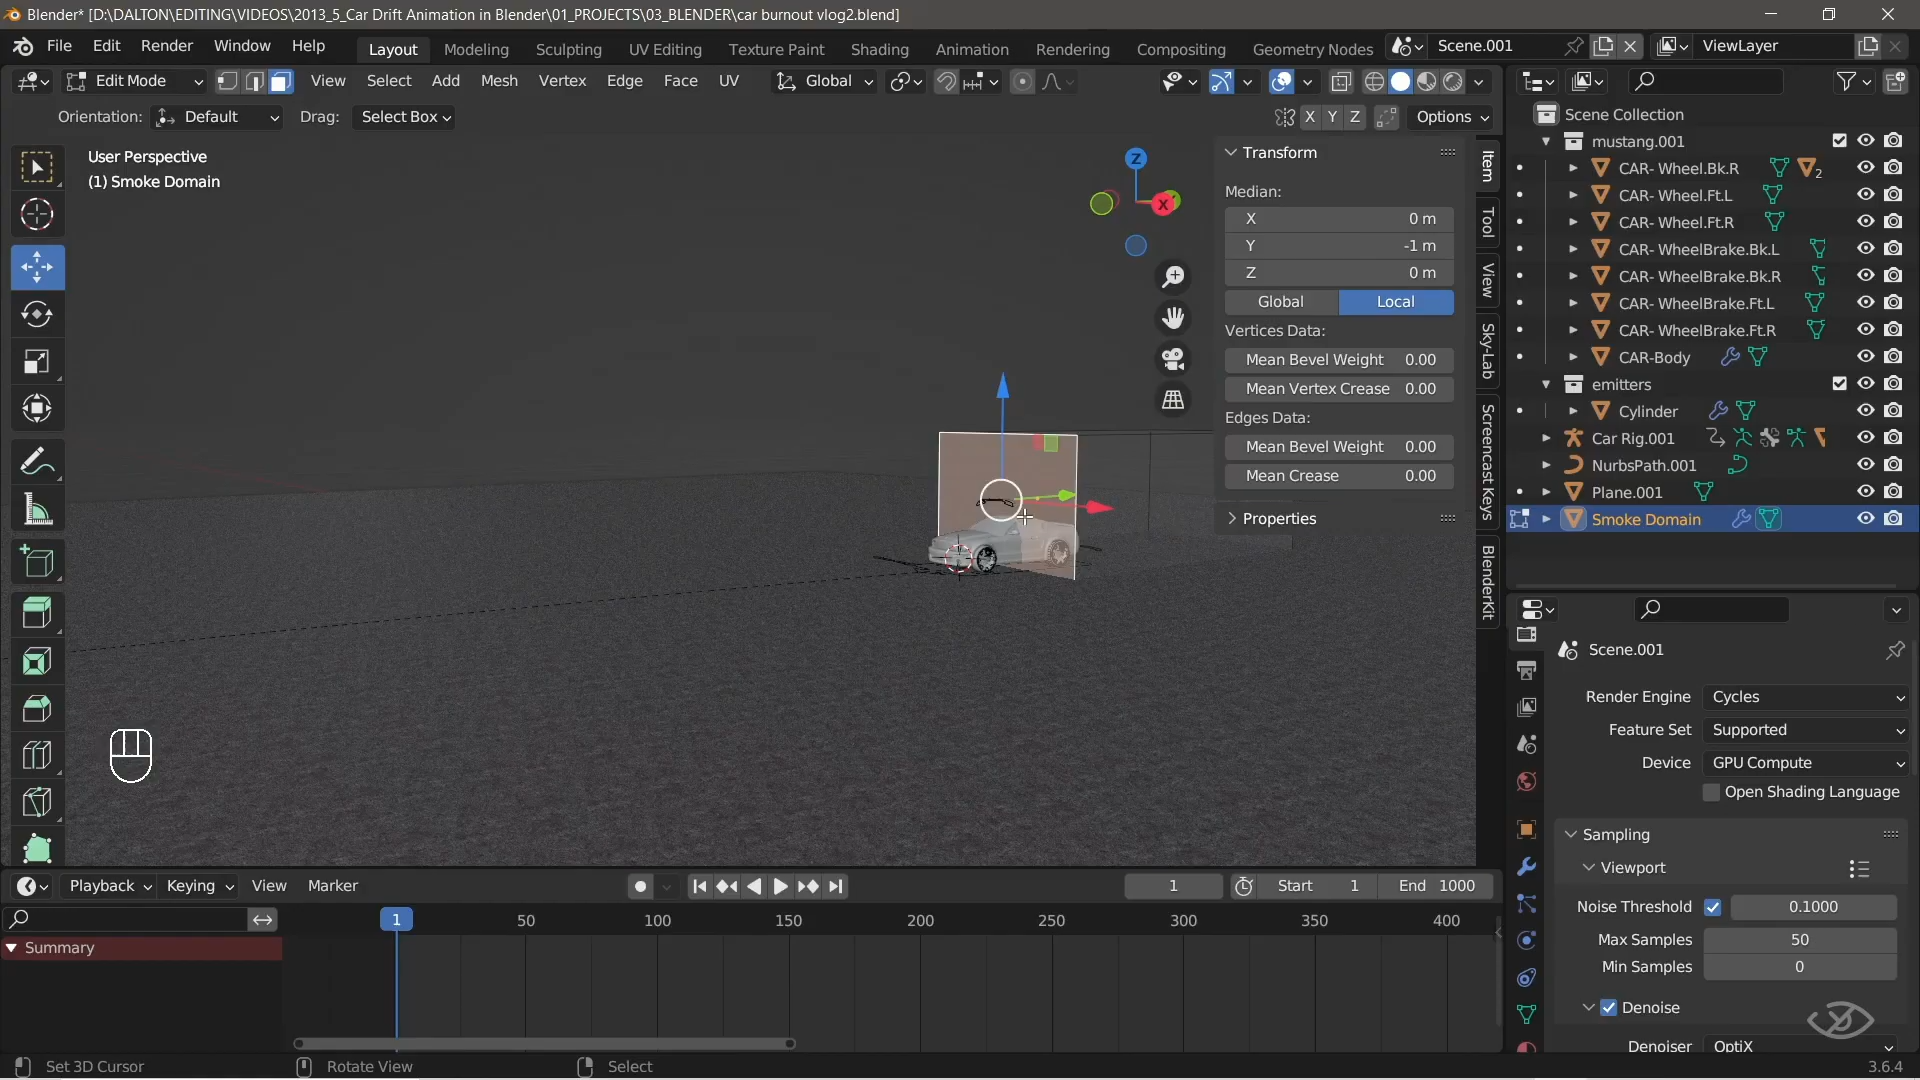 Blender* [D:\DALTON\EDITING\VIDEOS\2013_5_Car Drift Animation in Blender\01_PROJECTS\03_BLENDER\car burnout vlog2.blend]
File Edit Render Window Help Layout Modeling Sculpting UV Editing Texture Paint Shading Animation Rendering Compositing Geometry Nodes Scene.001 ViewLayer
Edit Mode View Select Add Mesh Vertex Edge Face UV Global
Orientation: Default Drag: Select Box X Y Z Options
User Perspective
(1) Smoke Domain
Z
X
Transform
Median:
X 0 m
Y -1 m
Z 0 m
Global Local
Vertices Data:
Mean Bevel Weight 0.00
Mean Vertex Crease 0.00
Edges Data:
Mean Bevel Weight 0.00
Mean Crease 0.00
Properties
Item
Tool
View
Sky-Lab
Screencast Keys
BlenderKit
Scene Collection
mustang.001
CAR- Wheel.Bk.R 2
CAR- Wheel.Ft.L
CAR- Wheel.Ft.R
CAR- WheelBrake.Bk.L
CAR- WheelBrake.Bk.R
CAR- WheelBrake.Ft.L
CAR- WheelBrake.Ft.R
CAR-Body
emitters
Cylinder
Car Rig.001
NurbsPath.001
Plane.001
Smoke Domain
Scene.001
Render Engine Cycles
Feature Set Supported
Device GPU Compute
Open Shading Language
Sampling
Viewport
Noise Threshold 0.1000
Max Samples 50
Min Samples 0
Denoise
Denoiser OptiX
Playback Keying View Marker 1 Start 1 End 1000
1 50 100 150 200 250 300 350 400
Summary
Set 3D Cursor Rotate View Select 3.6.4